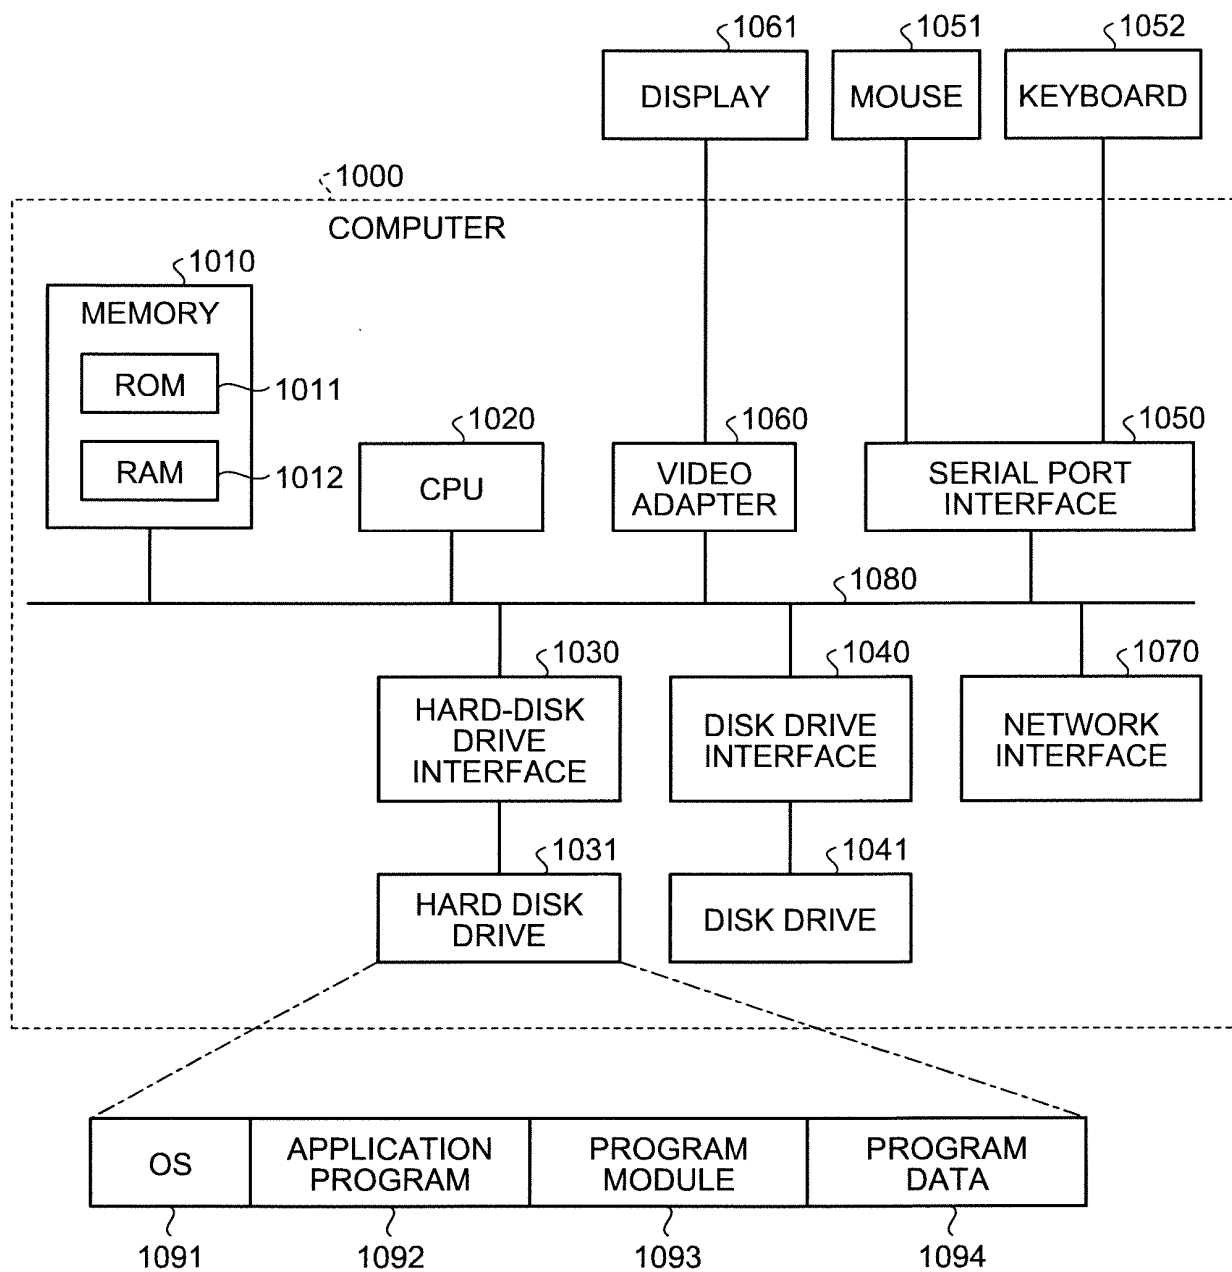 1061
1051
1052
DISPLAY
MOUSE
KEYBOARD
1000
COMPUTER
1010
MEMORY
ROM
1011
RAM
1012
1020
CPU
1060
VIDEO
ADAPTER
1050
SERIAL PORT
INTERFACE
1080
1030
HARD-DISK
DRIVE
INTERFACE
1040
DISK DRIVE
INTERFACE
1070
NETWORK
INTERFACE
1031
HARD DISK
DRIVE
1041
DISK DRIVE
OS
APPLICATION
PROGRAM
PROGRAM
MODULE
PROGRAM
DATA
1091
1092
1093
1094